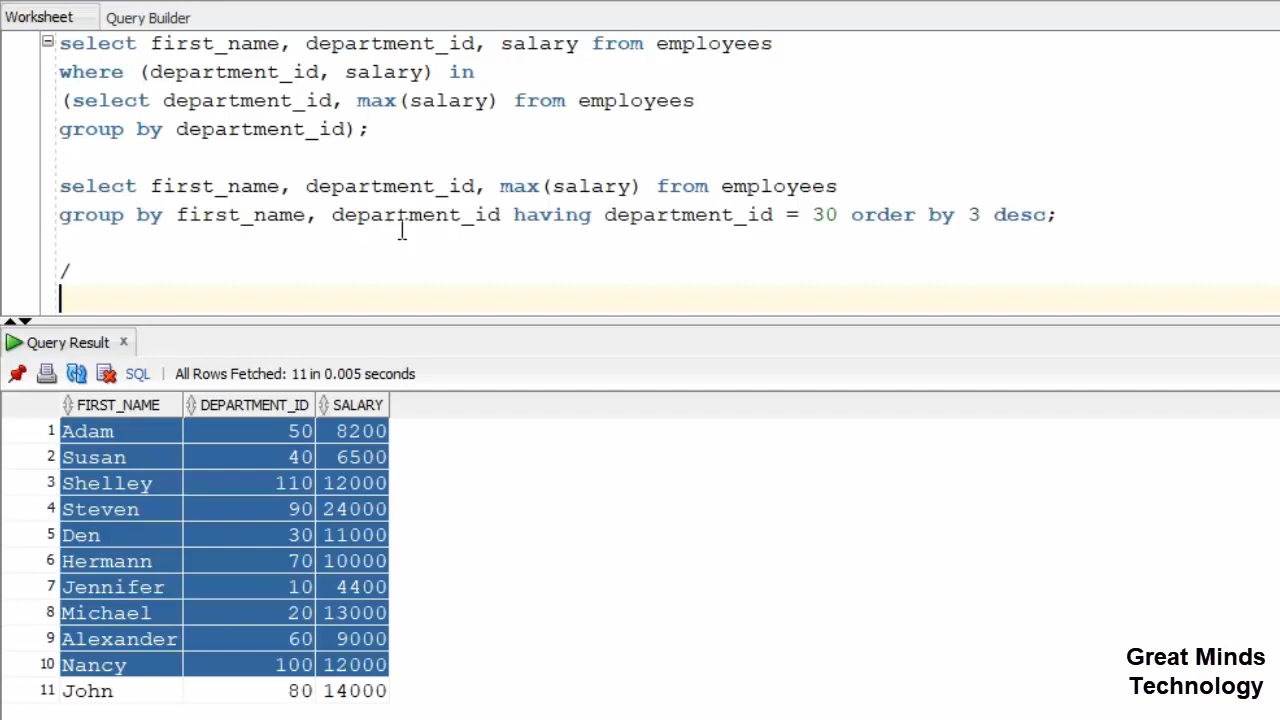 Worksheet Query Builder
select first_name, department_id, salary from employees
where (department_id, salary) in
(select department_id, max(salary) from employees
group by department_id);
select first_name, department_id, max(salary) from employees
group by first_name, department_id having department_id = 30 order by 3 desc;
/
Query Result x
SQL | All Rows Fetched: 11 in 0.005 seconds
FIRST_NAME DEPARTMENT_ID SALARY
1 Adam 50 8200
2 Susan 40 6500
3 Shelley 110 12000
4 Steven 90 24000
5 Den 30 11000
6 Hermann 70 10000
7 Jennifer 10 4400
8 Michael 20 13000
9 Alexander 60 9000
10 Nancy 100 12000
11 John 80 14000
Great Minds
Technology